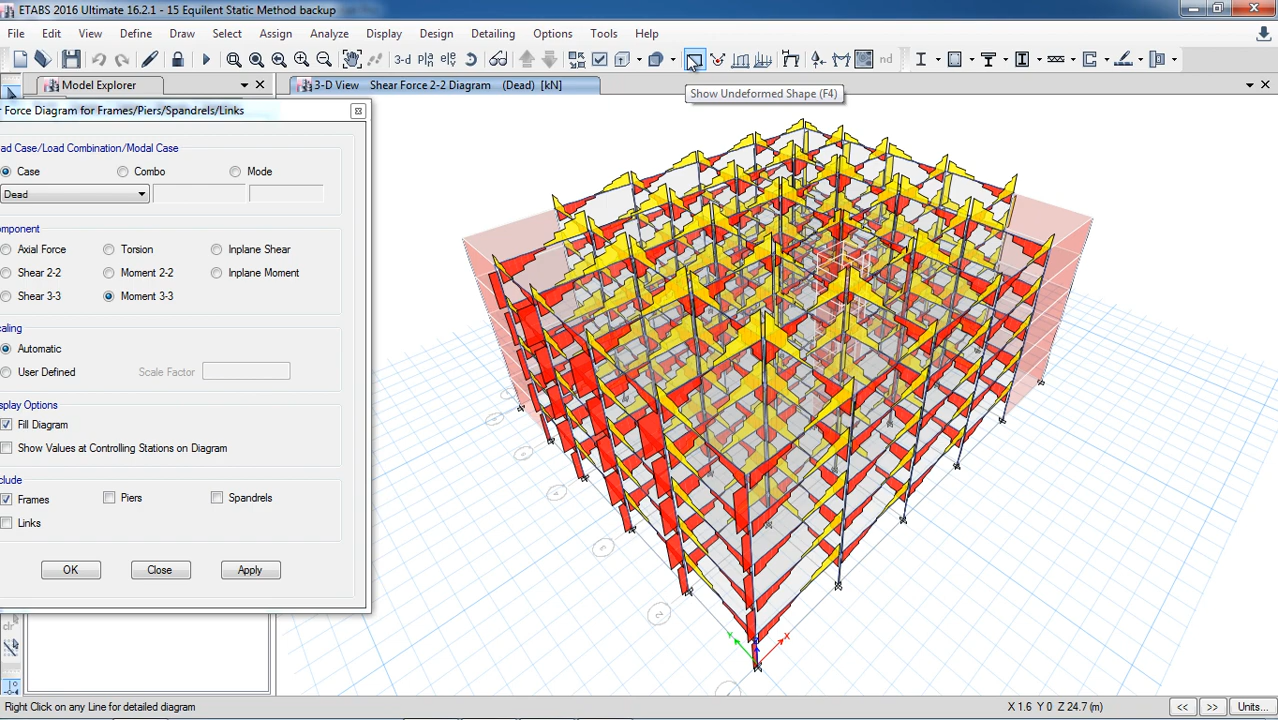 ETABS 2016 Ultimate 16.2.1 - 15 Equilent Static Method backup
File Edit View Define Draw Select Assign Analyze Display Design Detailing Options Tools Help
3-d nd
Model Explorer
3-D View Shear Force 2-2 Diagram (Dead) [kN]
Show Undeformed Shape (F4)
r Force Diagram for Frames/Piers/Spandrels/Links
ad Case/Load Combination/Modal Case
Case Combo Mode
Dead
omponent
Axial Force Torsion Inplane Shear
Shear 2-2 Moment 2-2 Inplane Moment
Shear 3-3 Moment 3-3
caling
Automatic
User Defined Scale Factor
splay Options
Fill Diagram
Show Values at Controlling Stations on Diagram
clude
Frames Piers Spandrels
Links
OK Close Apply
Y X
Right Click on any Line for detailed diagram
X 1.6 Y 0 Z 24.7 (m)
<< >> Units...